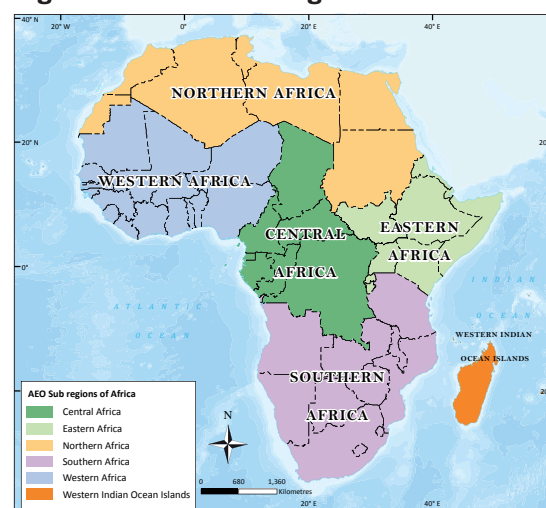 40° N
20° W
0°
20° E
40° E
NORTHERN AFRICA
20° N
WESTERN AFRICA
CENTRAL
EASTERN
AFRICA
AFRICA
0°
INDIAN
OCEAN
ATLANTIC
OCEAN
WESTERN INDIAN
OCEAN ISLANDS
SOUTHERN
AFRICA
AEO Sub regions of Africa
Central Africa
Eastern Africa
Northern Africa
Southern Africa
Western Africa
Western Indian Ocean Islands
N
0 680 1,360
Kilometres
20° E
40° E